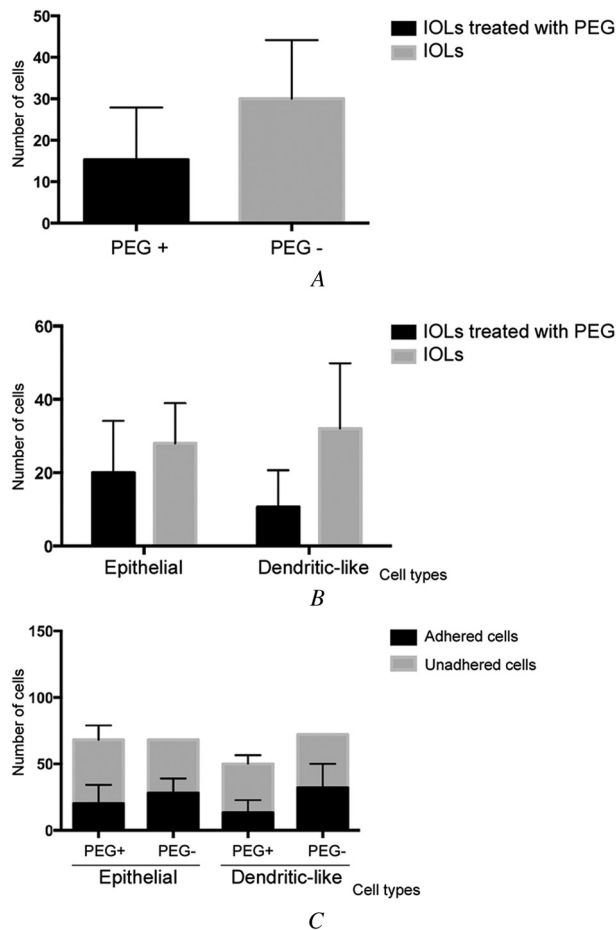 50
40
30
20
10
0
Number of cells
PEG +
PEG -
IOLs treated with PEG
IOLs
A
60
40
20
0
Number of cells
Epithelial
Dendritic-like
Cell types
IOLs treated with PEG
IOLs
B
150
100
50
0
Number of cells
PEG+
PEG-
PEG+
PEG-
Epithelial
Dendritic-like
Cell types
Adhered cells
Unadhered cells
C